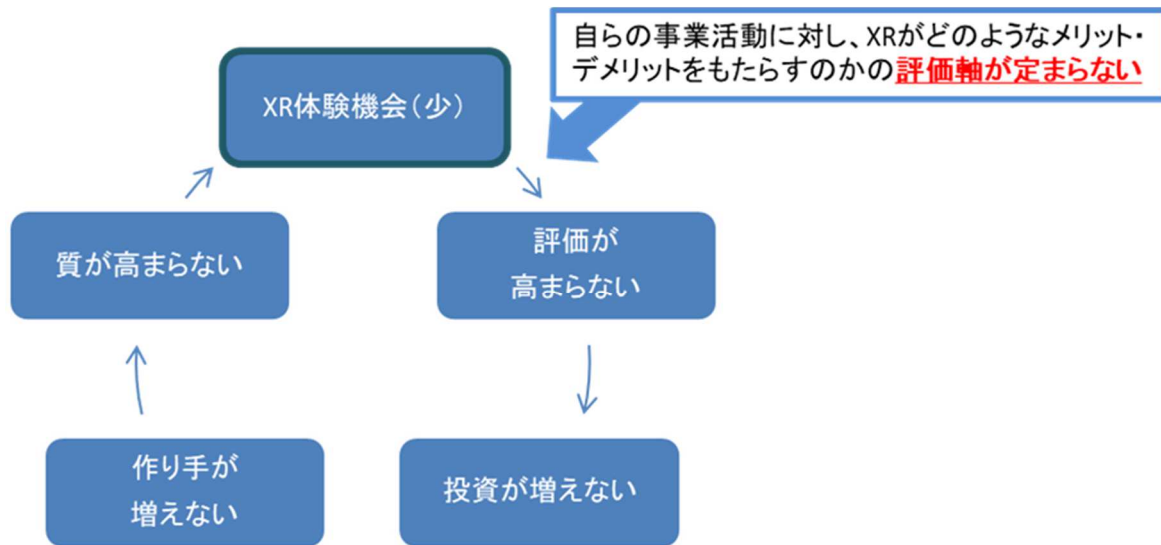 自らの事業活動に対し、XRがどのようなメリット・
デメリットをもたらすのかの評価軸が定まらない
XR体験機会（少）
評価が
高まらない
投資が増えない
作り手が
増えない
質が高まらない